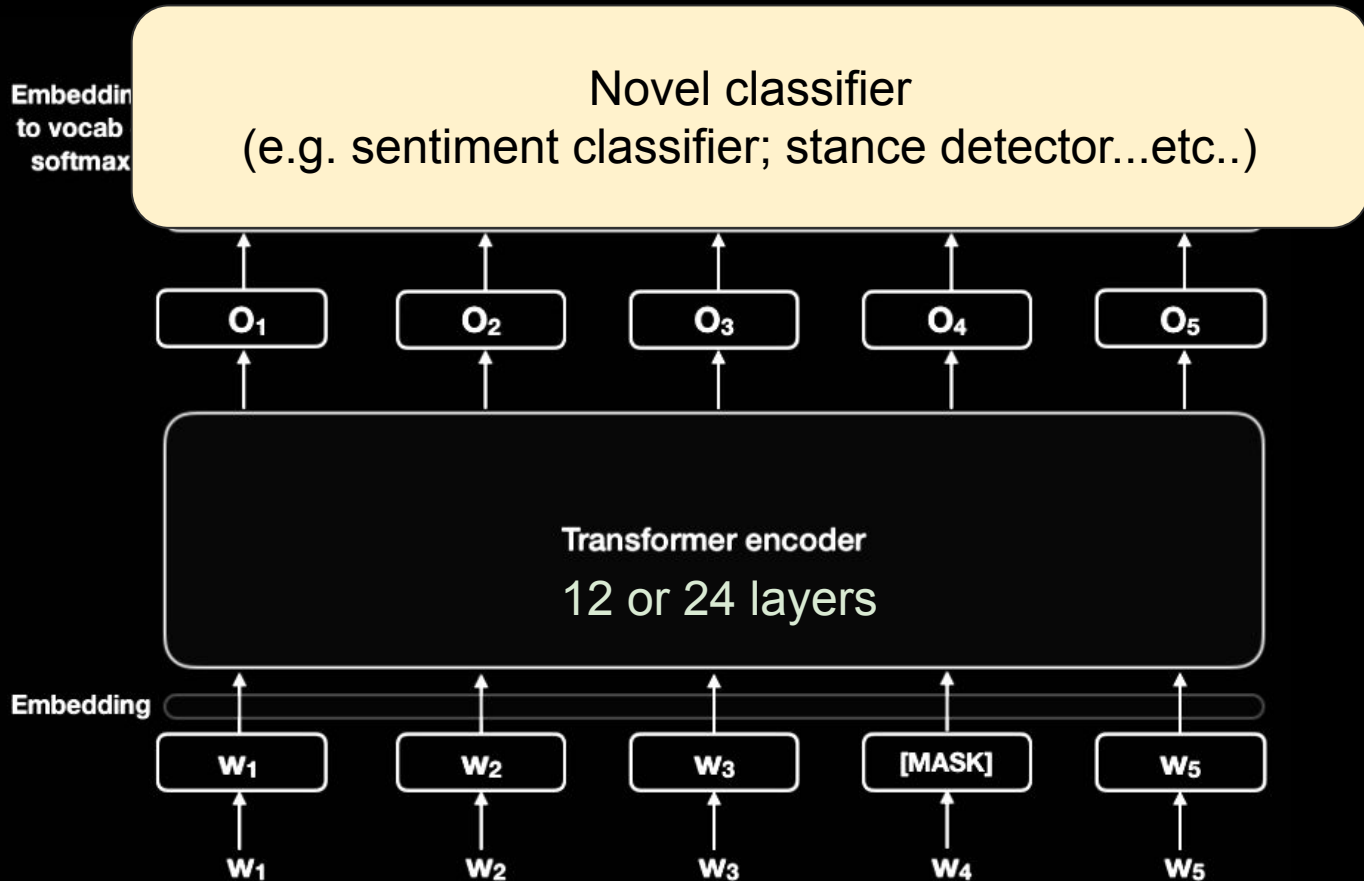 Novel classifier
(e.g. sentiment classifier; stance detector...etc..)
to vocab
softmax
O₁ O₂ O₃ O₄ O₅
Transformer encoder
12 or 24 layers
Embedding
W₁ W₂ W₃ [MASK] W₅
W₁ W₂ W₃ W₄ W₅